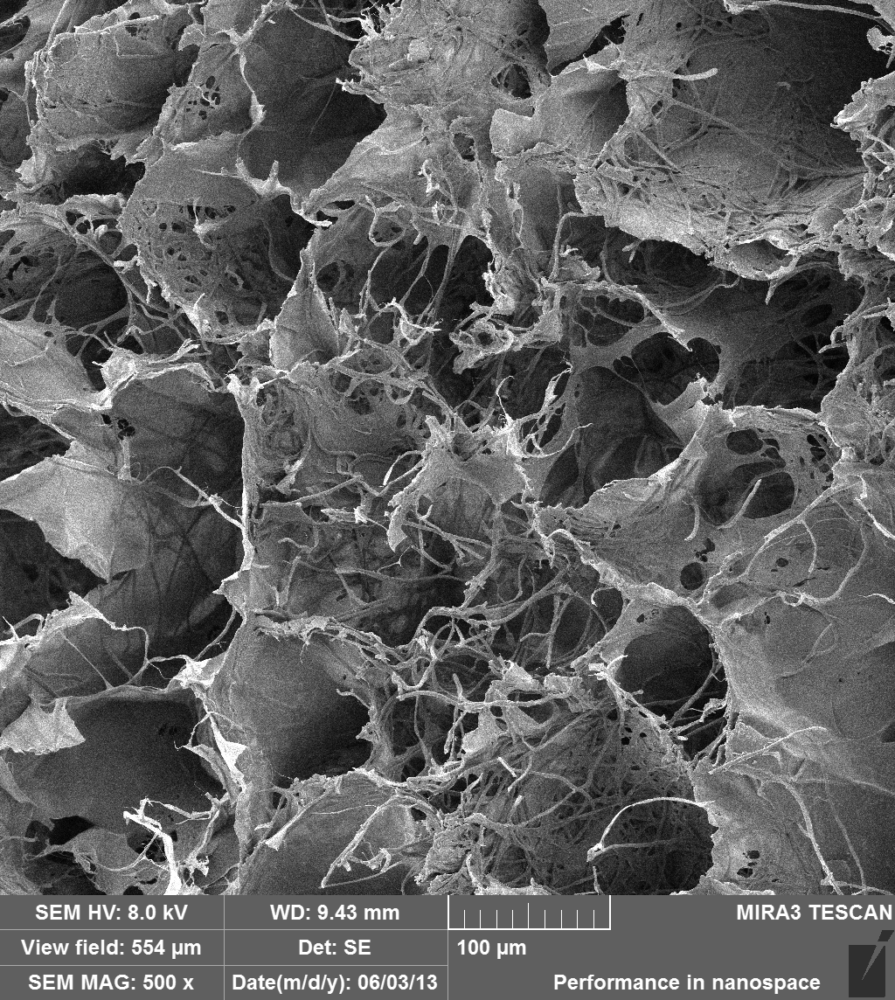 SEM HV: 8.0 kV
WD: 9.43 mm
MIRA3 TESCAN
View field: 554 µm
Det: SE
100 µm
SEM MAG: 500 x
Date(m/d/y): 06/03/13
Performance in nanospace